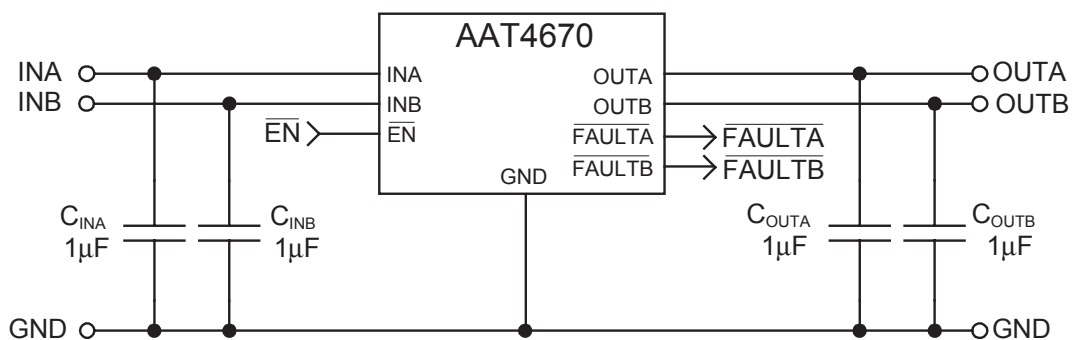 AAT4670
INA
INB
EN
INA
INB
EN
GND
OUTA
OUTB
FAULTA
FAULTB
OUTA
OUTB
FAULTA
FAULTB
CINA
1μF
CINB
1μF
COUTA
1μF
COUTB
1μF
GND
GND